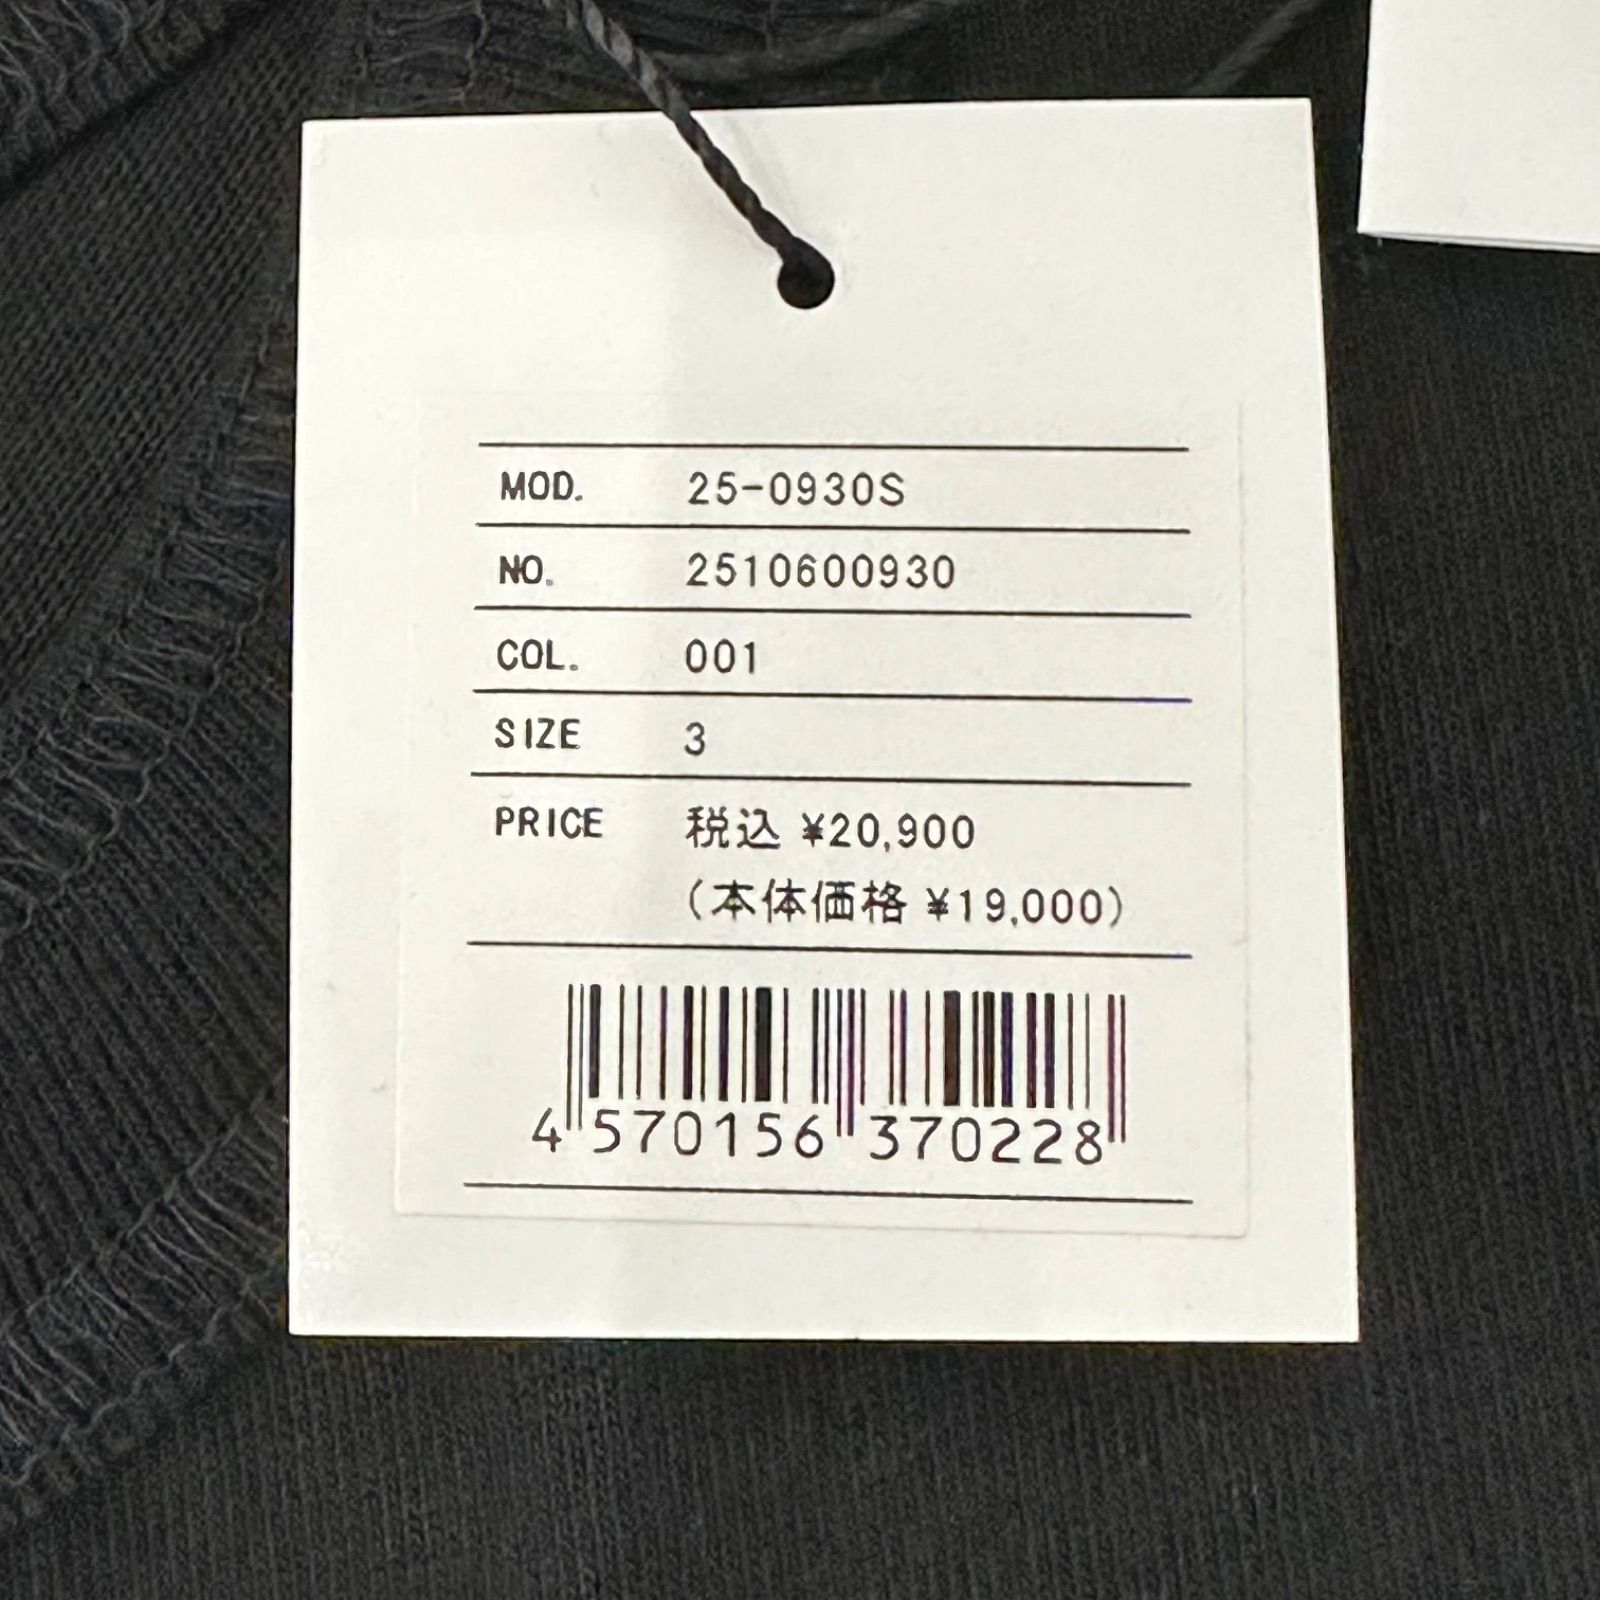 MOD. 25-0930S
NO. 2510600930
COL. 001
SIZE 3
PRICE 税込 ¥20,900
(本体価格 ¥19,000)
4 570156 370228